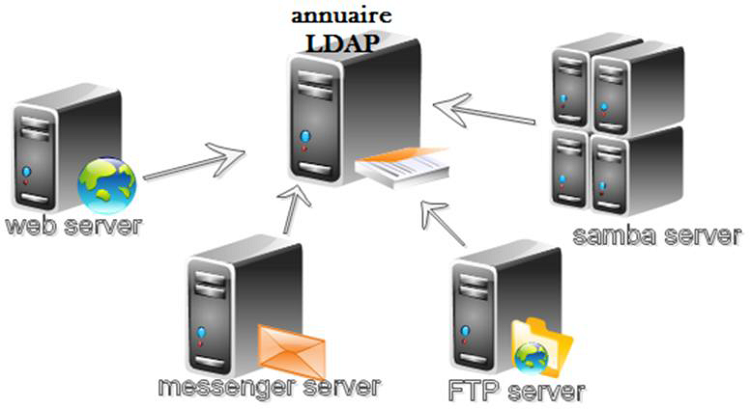 annuaire
LDAP
web server
samba server
messenger server
FTP server